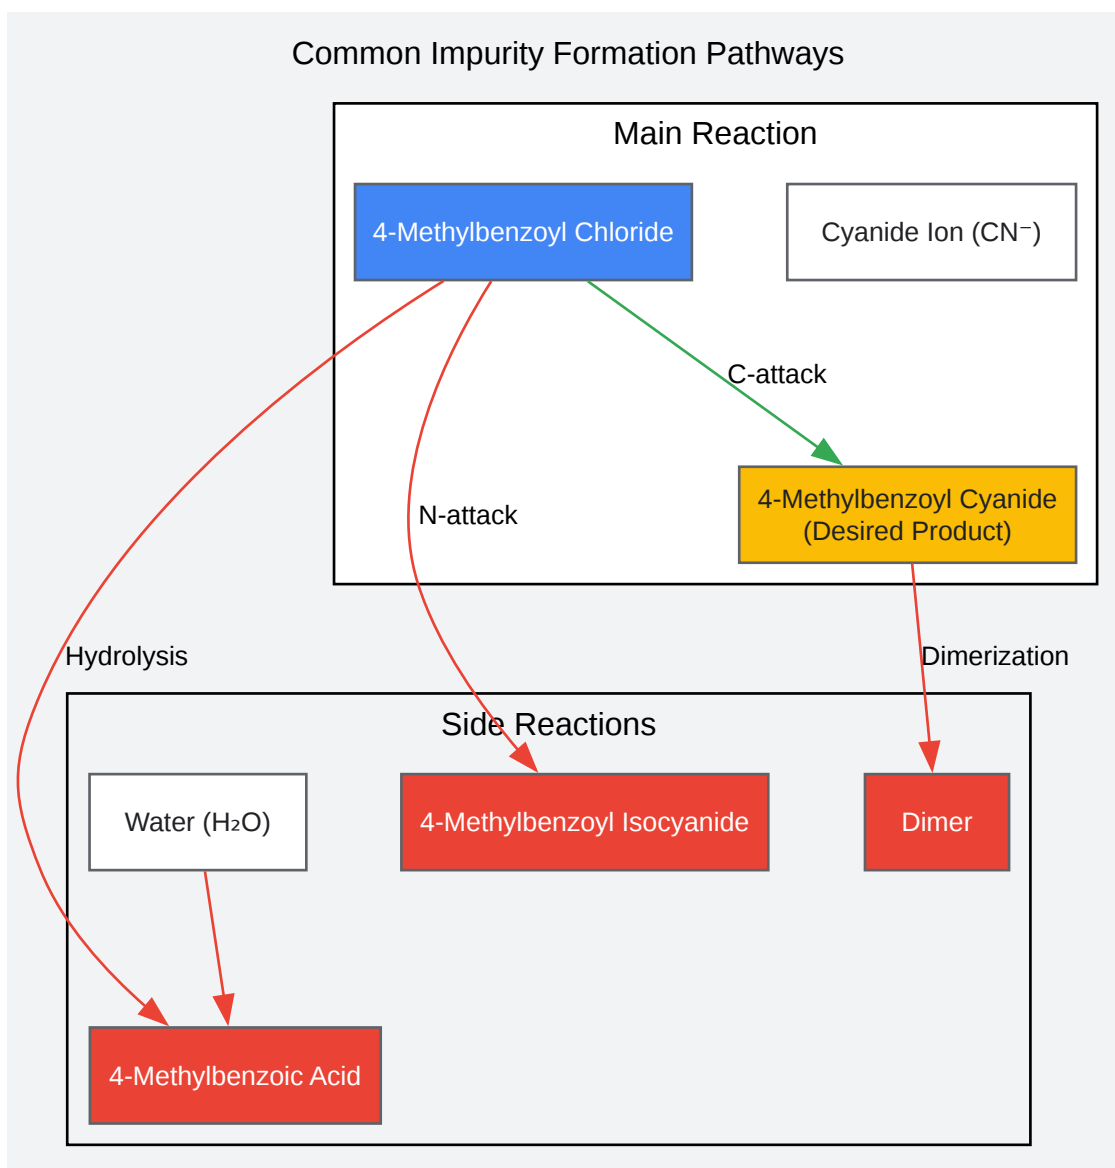 Common Impurity Formation Pathways
Main Reaction
4-Methylbenzoyl Chloride
Cyanide Ion (CN⁻)
C-attack
4-Methylbenzoyl Cyanide
(Desired Product)
N-attack
Hydrolysis
Dimerization
Side Reactions
Water (H₂O)
4-Methylbenzoyl Isocyanide
Dimer
4-Methylbenzoic Acid